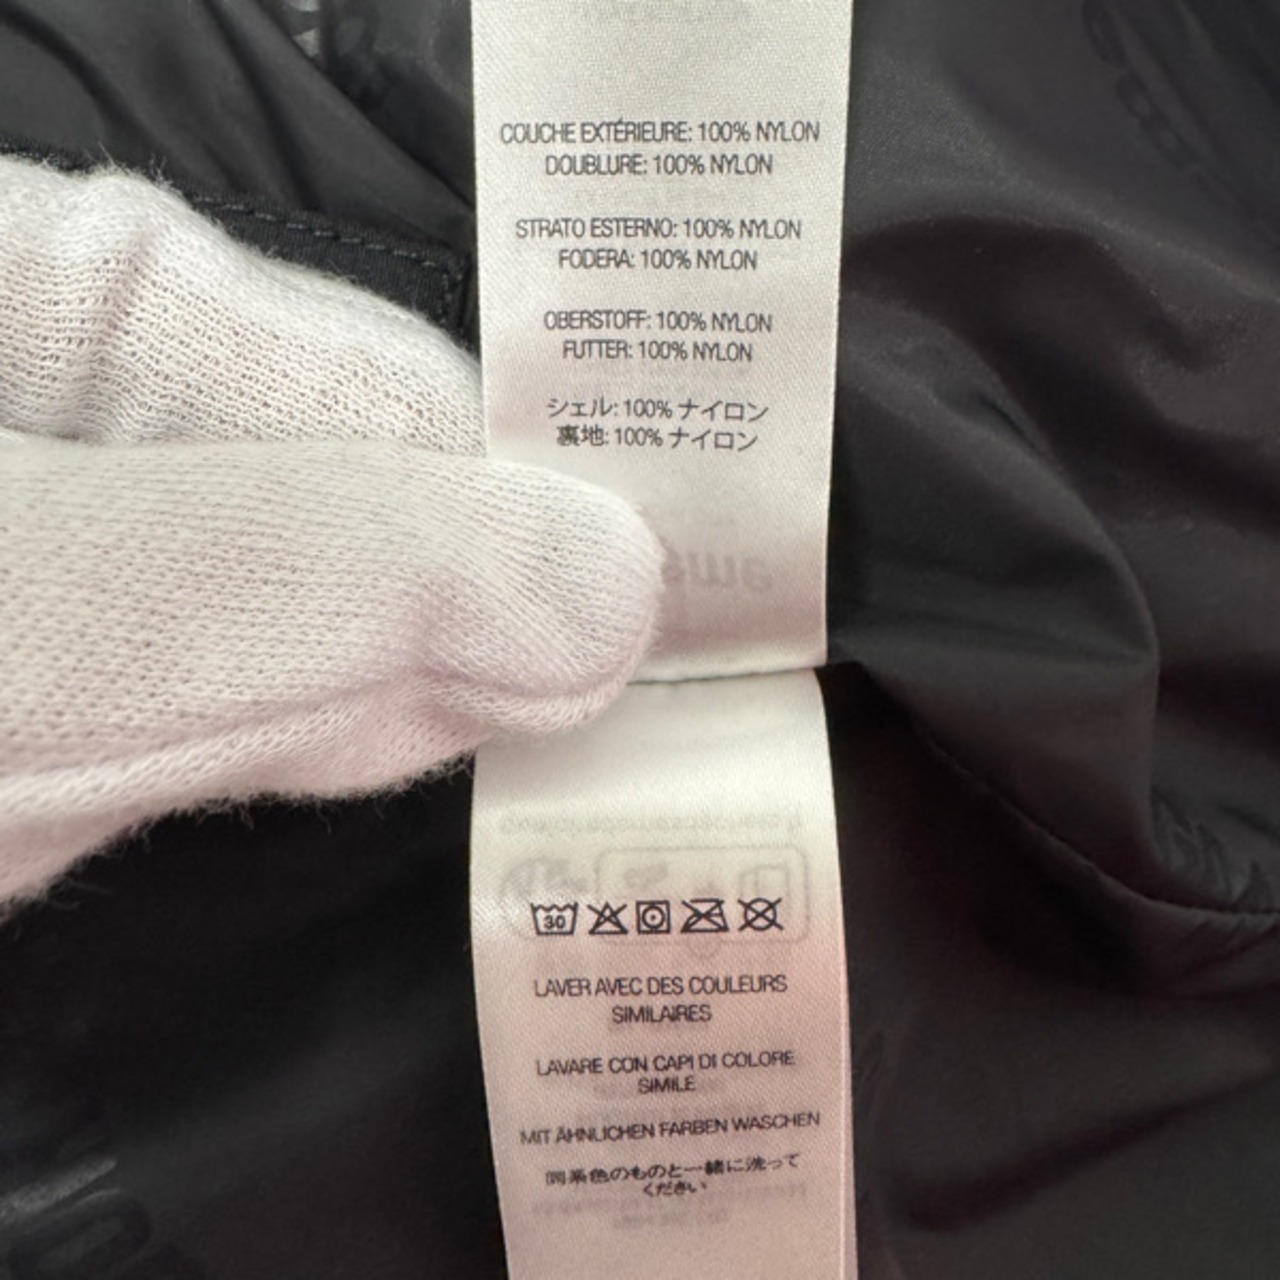 COUCHE EXTÉRIEURE: 100% NYLON
DOUBLURE: 100% NYLON
STRATO ESTERNO: 100% NYLON
FODERA: 100% NYLON
OBERSTOFF: 100% NYLON
FUTTER: 100% NYLON
シェル: 100% ナイロン
裏地: 100% ナイロン
30
LAVER AVEC DES COULEURS
SIMILAIRES
LAVARE CON CAPI DI COLORE
SIMILE
MIT ÄHNLICHEN FARBEN WASCHEN
同系色のものと一緒に洗って
ください